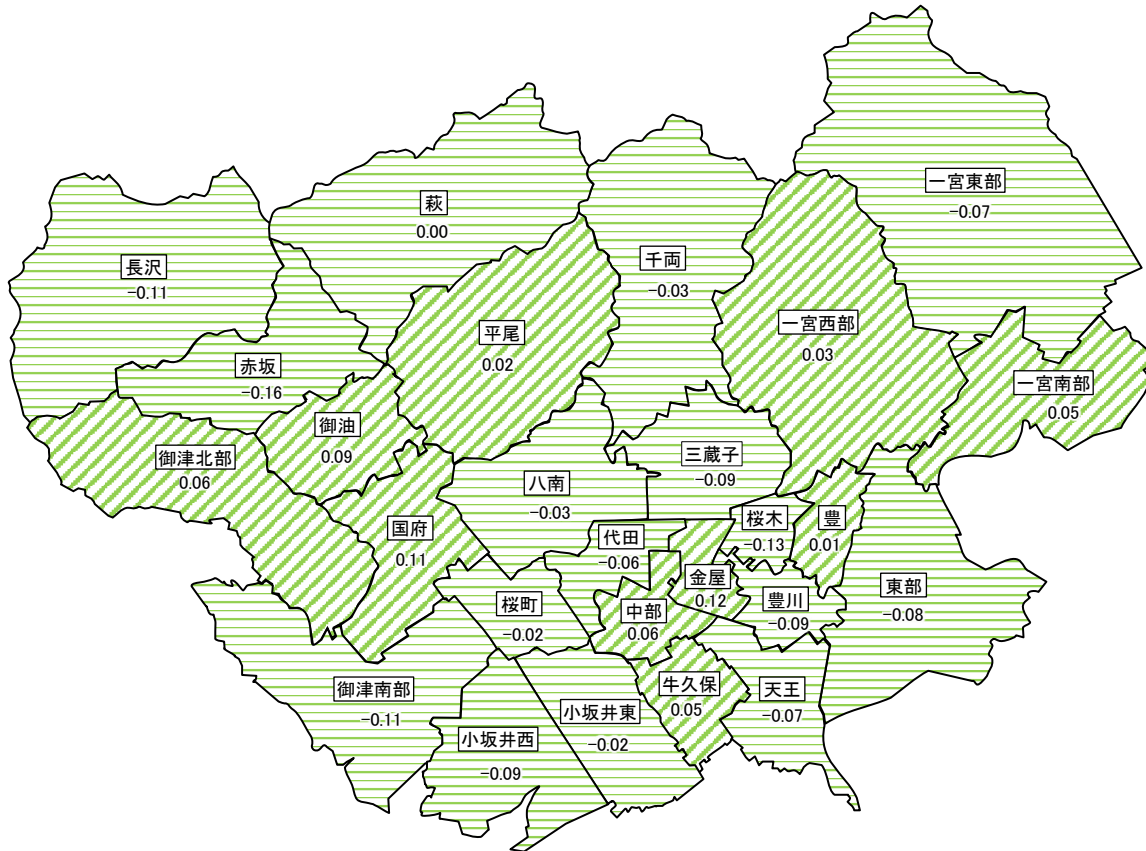 一宮東部
-0.07
萩
0.00
千両
-0.03
長沢
-0.11
一宮西部
0.03
平尾
0.02
赤坂
-0.16
一宮南部
0.05
御油
0.09
御津北部
0.06
三蔵子
-0.09
八南
-0.03
国府
0.11
桜木
-0.13
豊
0.01
代田
-0.06
金屋
0.12
豊川
-0.09
東部
-0.08
桜町
-0.02
中部
0.06
御津南部
-0.11
牛久保
0.05
天王
-0.07
小坂井東
-0.02
小坂井西
-0.09